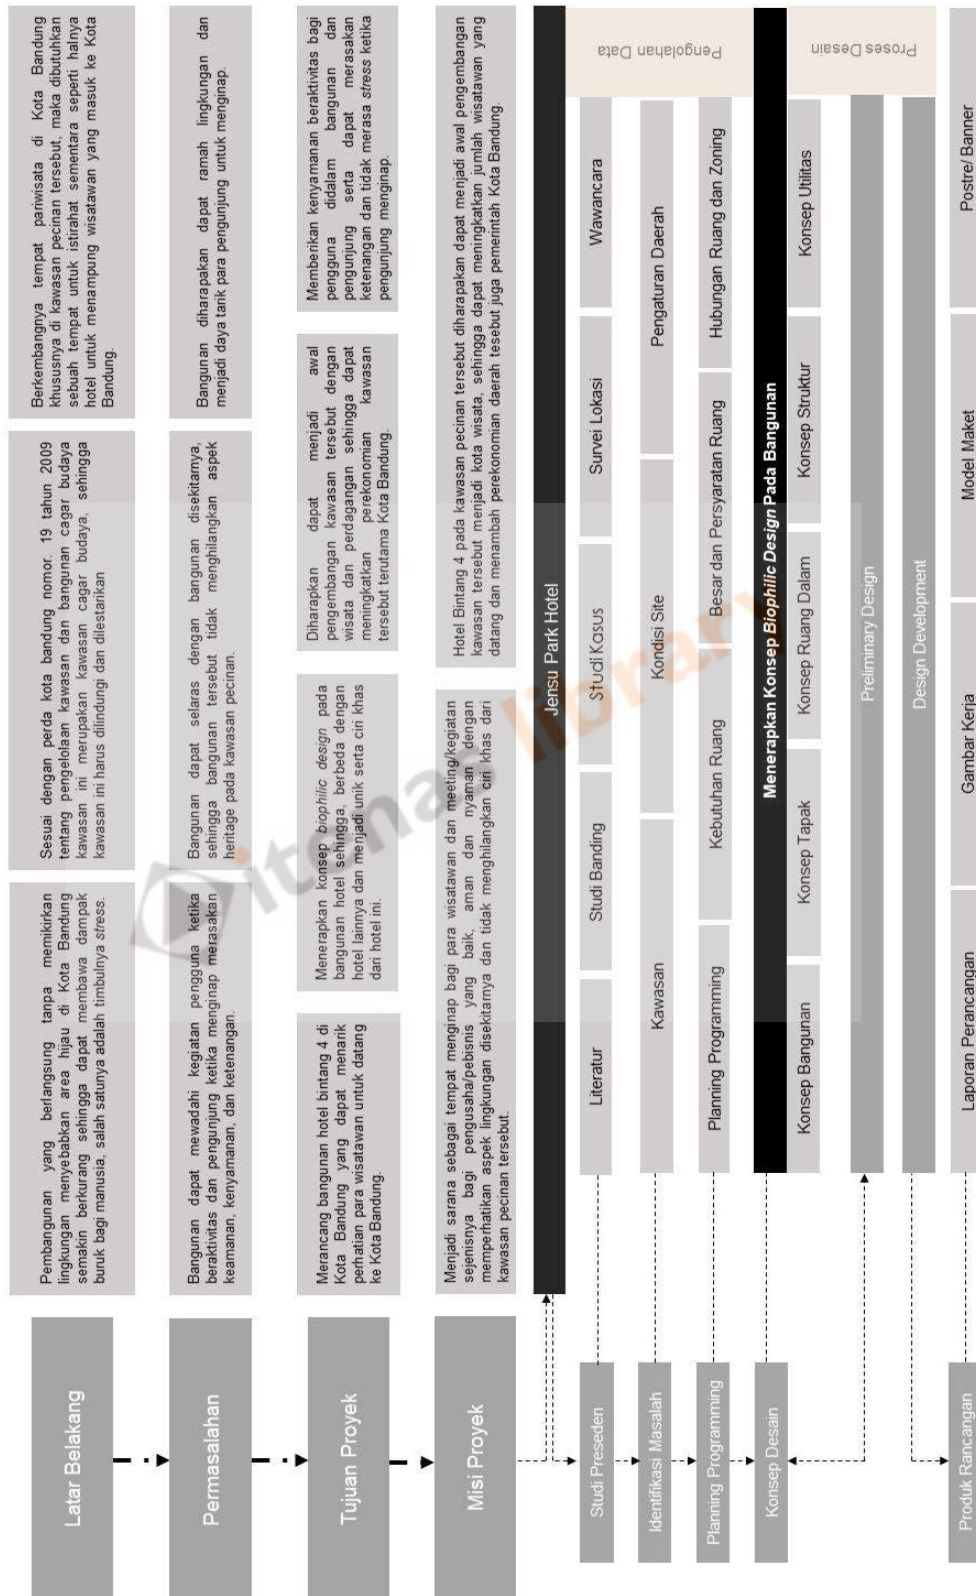 Latar Belakang
Pembangunan yang berlangsung tanpa memikirkan
lingkungan menyebabkan area hijau di Kota Bandung
semakin berkurang sehingga dapat membawa dampak
buruk bagi manusia, salah satunya adalah timbulnya stress.
Sesuai dengan perda kota bandung nomor. 19 tahun 2009
tentang pengelolaan kawasan dan bangunan cagar budaya
kawasan ini merupakan kawasan cagar budaya, sehingga
kawasan ini harus dilindungi dan dilestarikan
Berkembangnya tempat pariwisata di Kota Bandung
khususnya di kawasan pecinan tersebut, maka dibutuhkan
sebuah tempat untuk istirahat sementara seperti halnya
hotel untuk menampung wisatawan yang masuk ke Kota
Bandung.
Permasalahan
Bangunan dapat mewadahi kegiatan pengguna ketika
beraktivitas dan pengunjung ketika menginap merasakan
keamanan, kenyamanan, dan ketenangan.
Bangunan dapat selaras dengan bangunan disekitarnya,
sehingga bangunan tersebut tidak menghilangkan aspek
heritage pada kawasan pecinan.
Bangunan diharapakan dapat ramah lingkungan dan
menjadi daya tarik para pengunjung untuk menginap.
Tujuan Proyek
Merancang bangunan hotel bintang 4 di
Kota Bandung yang dapat menarik
perhatian para wisatawan untuk datang
ke Kota Bandung.
Menerapkan konsep biophilic design pada
bangunan hotel sehingga, berbeda dengan
hotel lainnya dan menjadi unik serta ciri khas
dari hotel ini.
Diharapkan dapat menjadi awal
pengembangan kawasan tersebut dengan
wisata dan perdagangan sehingga dapat
meningkatkan perekonomian kawasan
tersebut terutama Kota Bandung.
Memberikan kenyamanan beraktivitas bagi
pengguna didalam bangunan dan
pengunjung serta dapat merasakan
ketenangan dan tidak merasa stress ketika
pengunjung menginap.
Misi Proyek
Menjadi sarana sebagai tempat menginap bagi para wisatawan dan meeting/kegiatan
sejenisnya bagi pengusaha/pebisnis yang baik, aman dan nyaman dengan
memperhatikan aspek lingkungan disekitarnya dan tidak menghilangkan ciri khas dari
kawasan pecinan tersebut.
Hotel Bintang 4 pada kawasan pecinan tersebut diharapakan dapat menjadi awal pengembangan
kawasan tersebut menjadi kota wisata, sehingga dapat meningkatkan jumlah wisatawan yang
datang dan menambah perekonomian daerah tesebut juga pemerintah Kota Bandung.
Jensu Park Hotel
Studi Preseden
Literatur
Studi Banding
Studi Kasus
Survei Lokasi
Wawancara
Pengolahan Data
Identifikasi Masalah
Kawasan
Kondisi Site
Pengaturan Daerah
Planning Programming
Planning Programming
Kebutuhan Ruang
Besar dan Persyaratan Ruang
Hubungan Ruang dan Zoning
Konsep Desain
Menerapkan Konsep Biophilic Design Pada Bangunan
Konsep Bangunan
Konsep Tapak
Konsep Ruang Dalam
Konsep Struktur
Konsep Utilitas
Proses Desain
Preliminary Design
Design Development
Produk Rancangan
Laporan Perancangan
Gambar Kerja
Model Maket
Postre/ Banner
itenas library